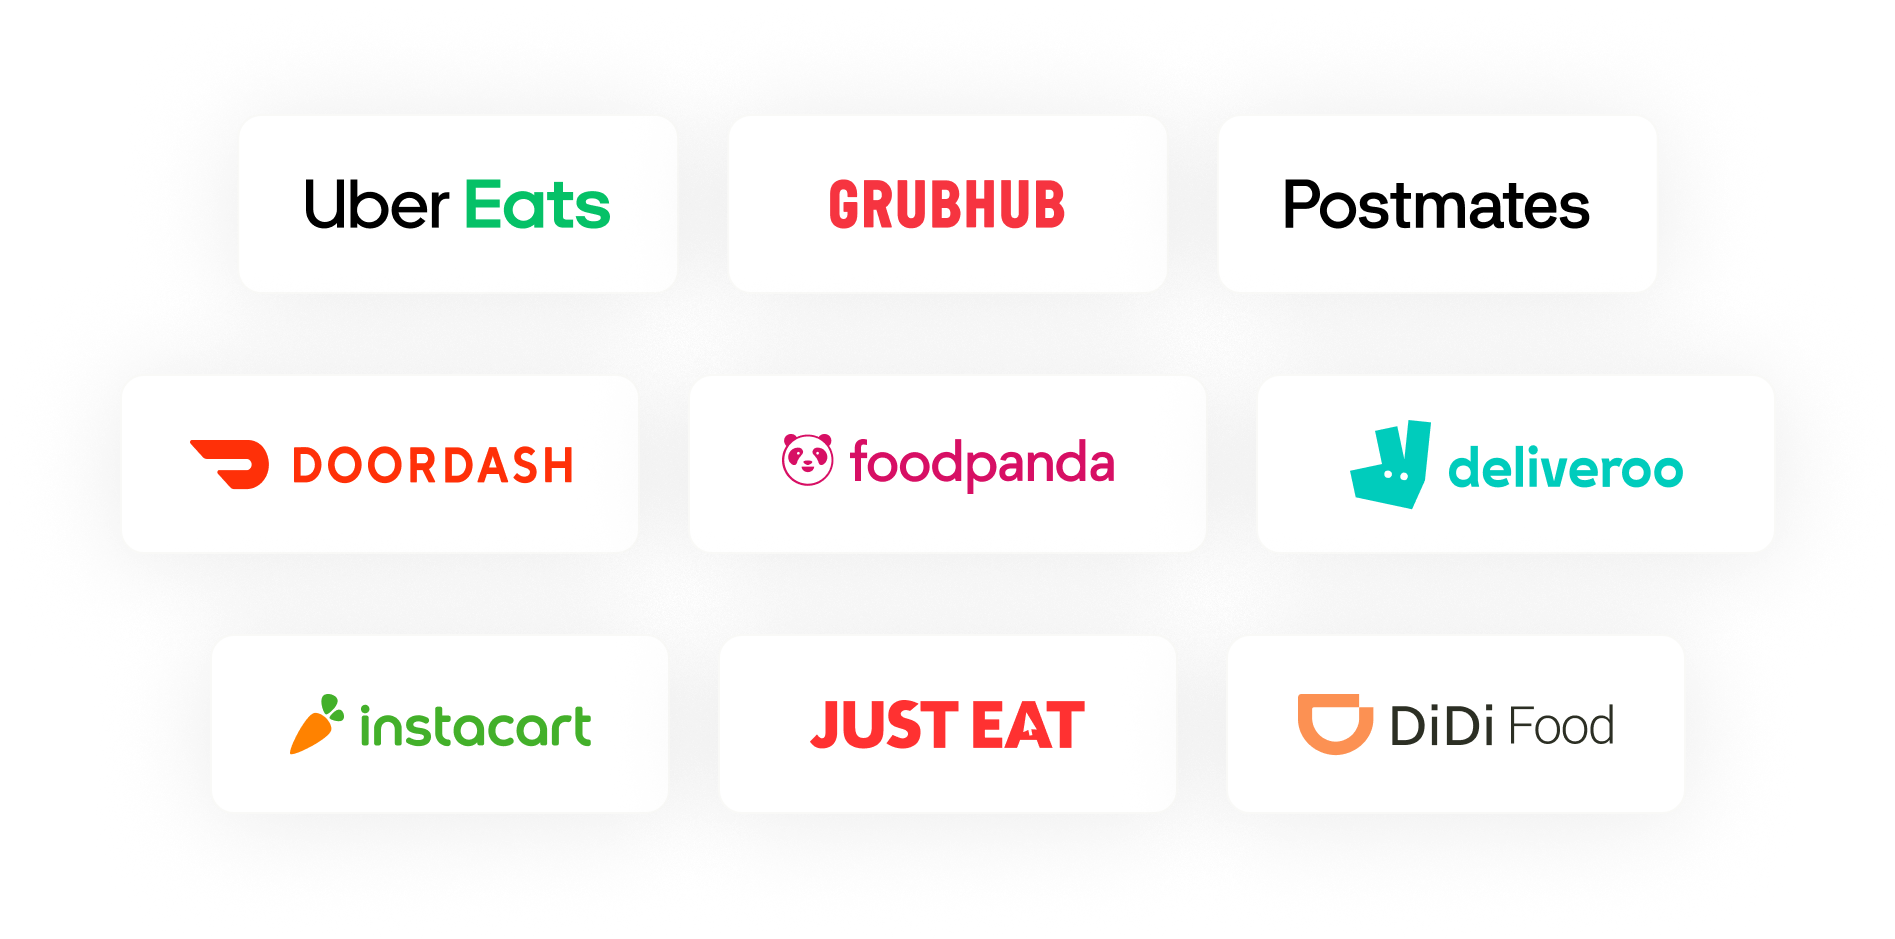 Uber Eats
GRUBHUB
Postmates
DOORDASH
foodpanda
deliveroo
instacart
JUST EAT
DiDi Food